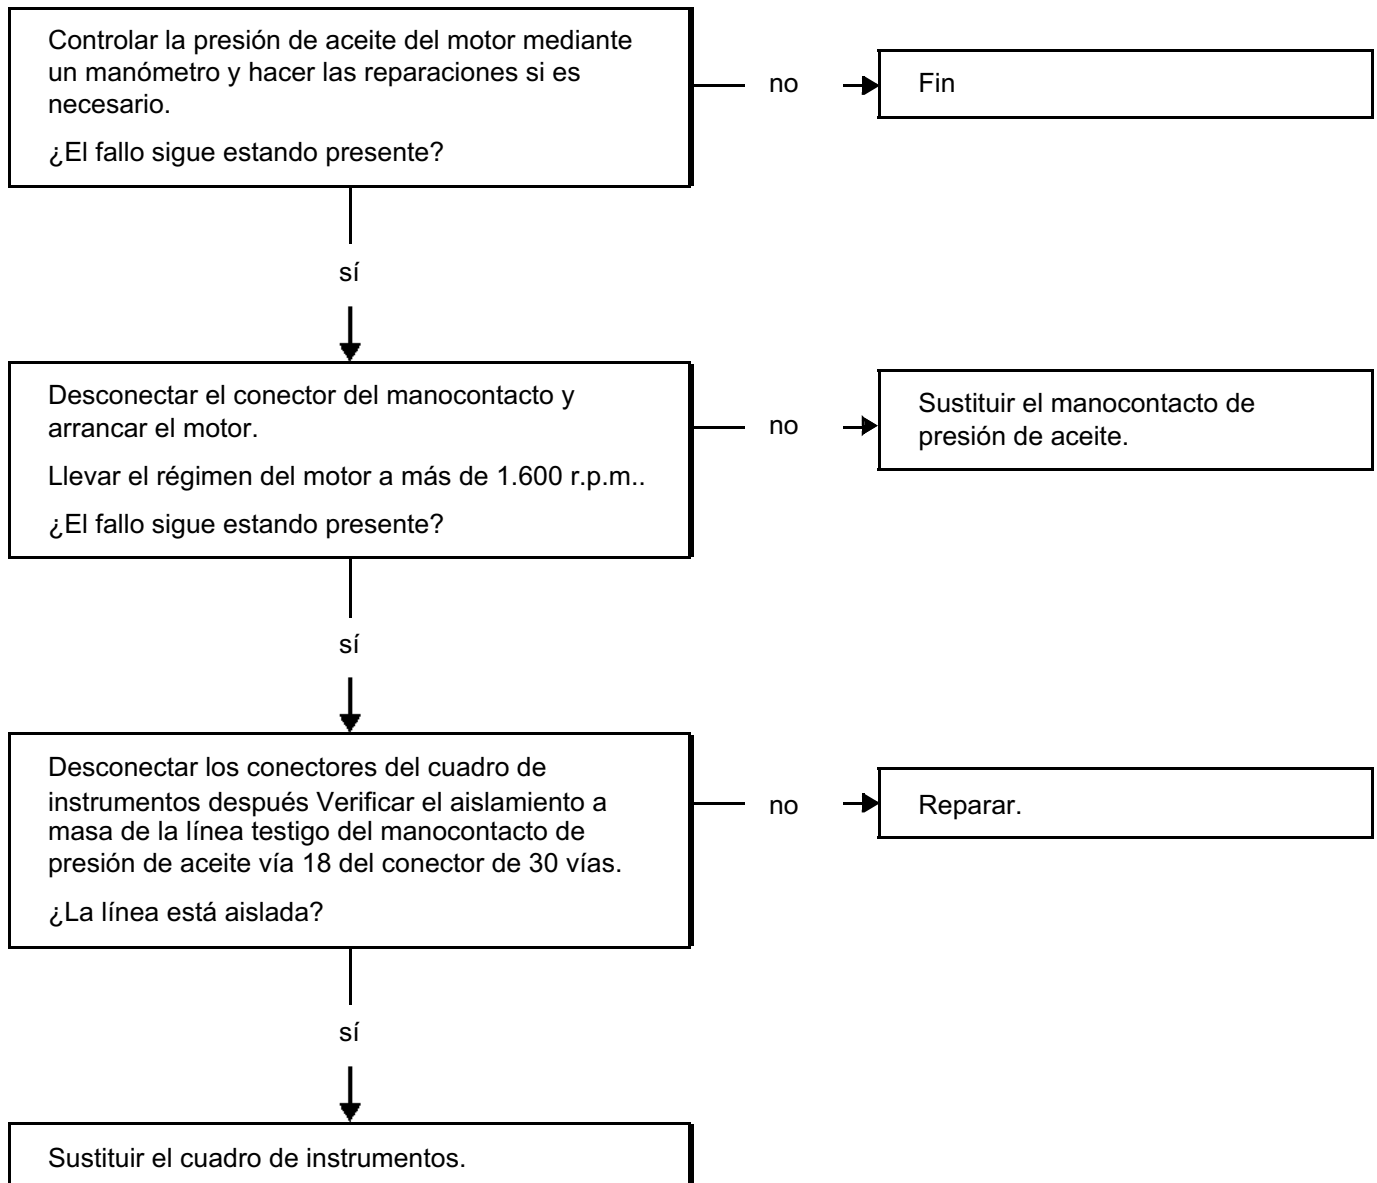 Controlar la presión de aceite del motor mediante
un manómetro y hacer las reparaciones si es
necesario.
¿El fallo sigue estando presente?
no
Fin
sí
Desconectar el conector del manocontacto y
arrancar el motor.
Llevar el régimen del motor a más de 1.600 r.p.m..
¿El fallo sigue estando presente?
no
Sustituir el manocontacto de
presión de aceite.
sí
Desconectar los conectores del cuadro de
instrumentos después Verificar el aislamiento a
masa de la línea testigo del manocontacto de
presión de aceite vía 18 del conector de 30 vías.
¿La línea está aislada?
no
Reparar.
sí
Sustituir el cuadro de instrumentos.